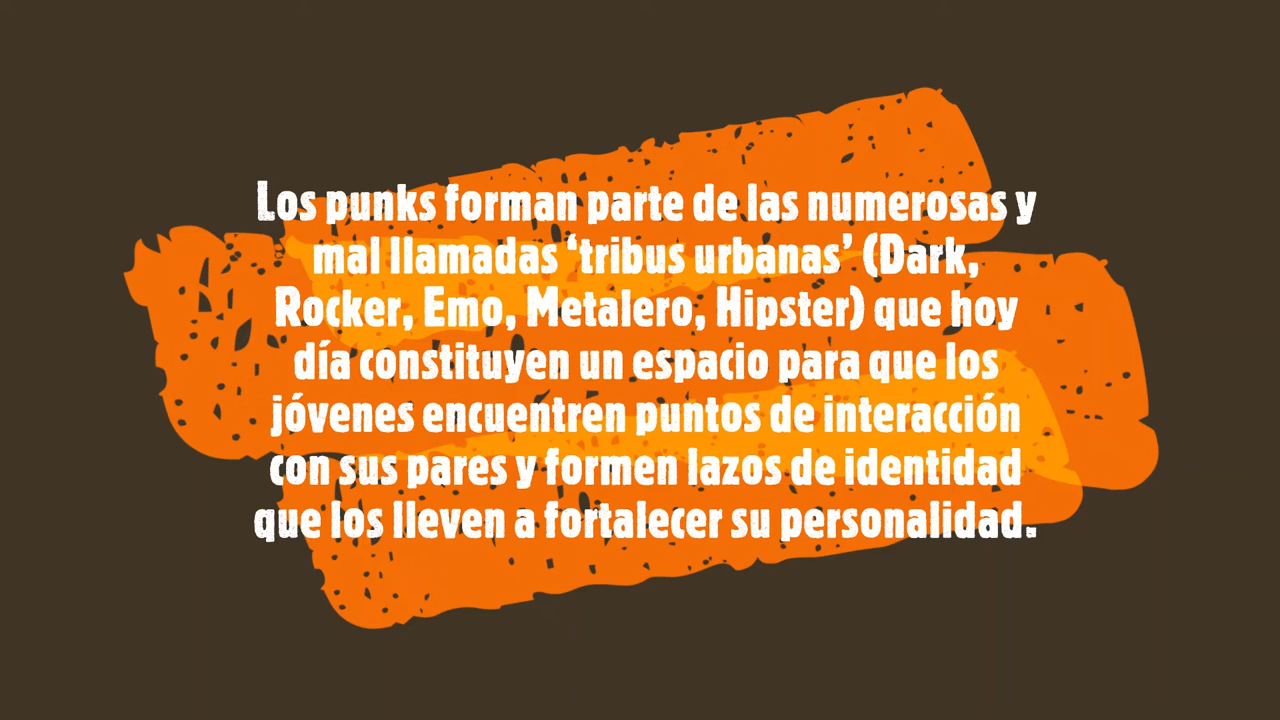 Los punks forman parte de las numerosas y
mal llamadas ‘tribus urbanas’ (Dark,
Rocker, Emo, Metalero, Hipster) que hoy
día constituyen un espacio para que los
jóvenes encuentren puntos de interacción
con sus pares y formen lazos de identidad
que los lleven a fortalecer su personalidad.